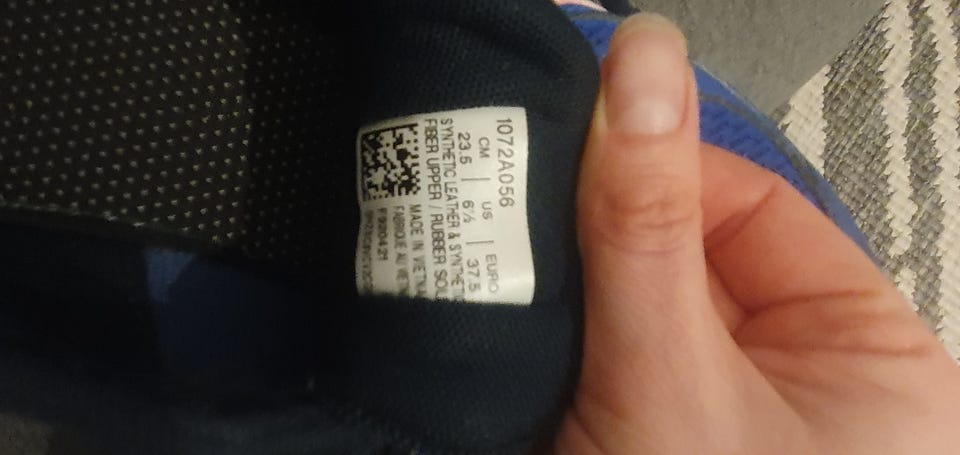 1072A056
CM | US | EURO
23.5 | 6½ | 37.5
SYNTHETIC LEATHER & SYNTHETIC
FIBER UPPER / RUBBER SOLE
MADE IN VIETNAM
FABRIQUÉ AU VIETNAM